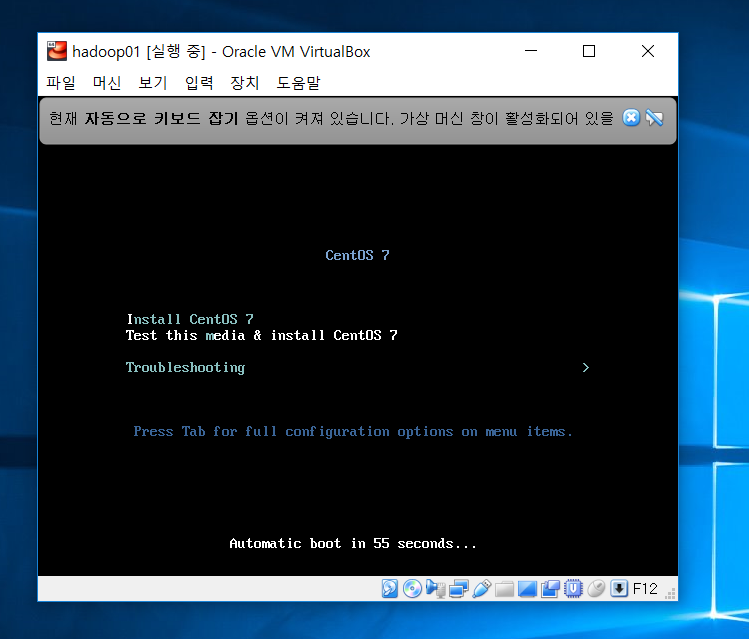 hadoop01 [실행 중] - Oracle VM VirtualBox
파일 머신 보기 입력 장치 도움말
현재 자동으로 키보드 잡기 옵션이 켜져 있습니다. 가상 머신 창이 활성화되어 있을
CentOS 7
Install CentOS 7
Test this media & install CentOS 7
Troubleshooting >
Press Tab for full configuration options on menu items.
Automatic boot in 55 seconds...
F12